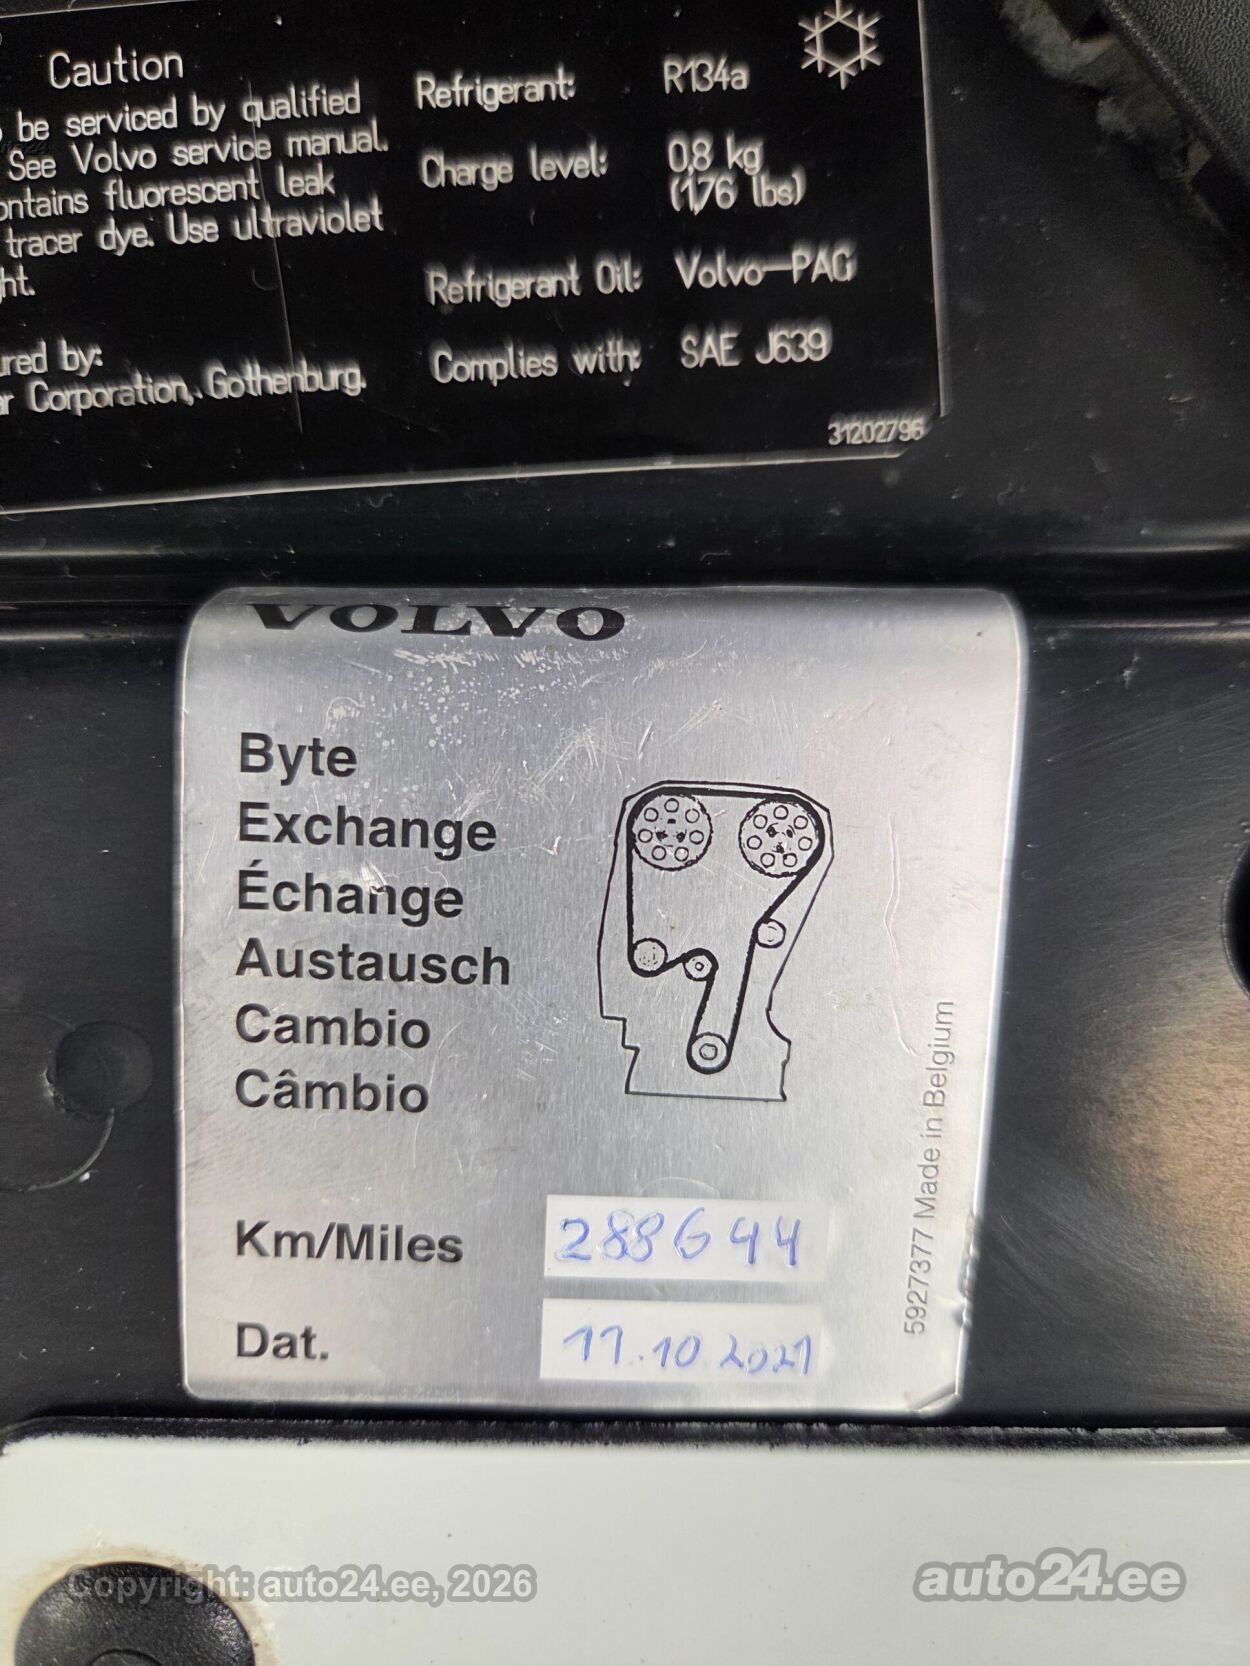 Caution
be serviced by qualified
See Volvo service manual.
ontains fluorescent leak
tracer dye. Use ultraviolet
ht.
ured by:
r Corporation, Gothenburg.
Refrigerant: R134a
Charge level: 0,8 kg
(1,76 lbs)
Refrigerant Oil: Volvo-PAG
Complies with: SAE J639
31202796
VOLVO
Byte
Exchange
Échange
Austausch
Cambio
Câmbio
Km/Miles 288644
Dat. 11.10 2021
5927377 Made in Belgium
Copyright: auto24.ee, 2026
auto24.ee